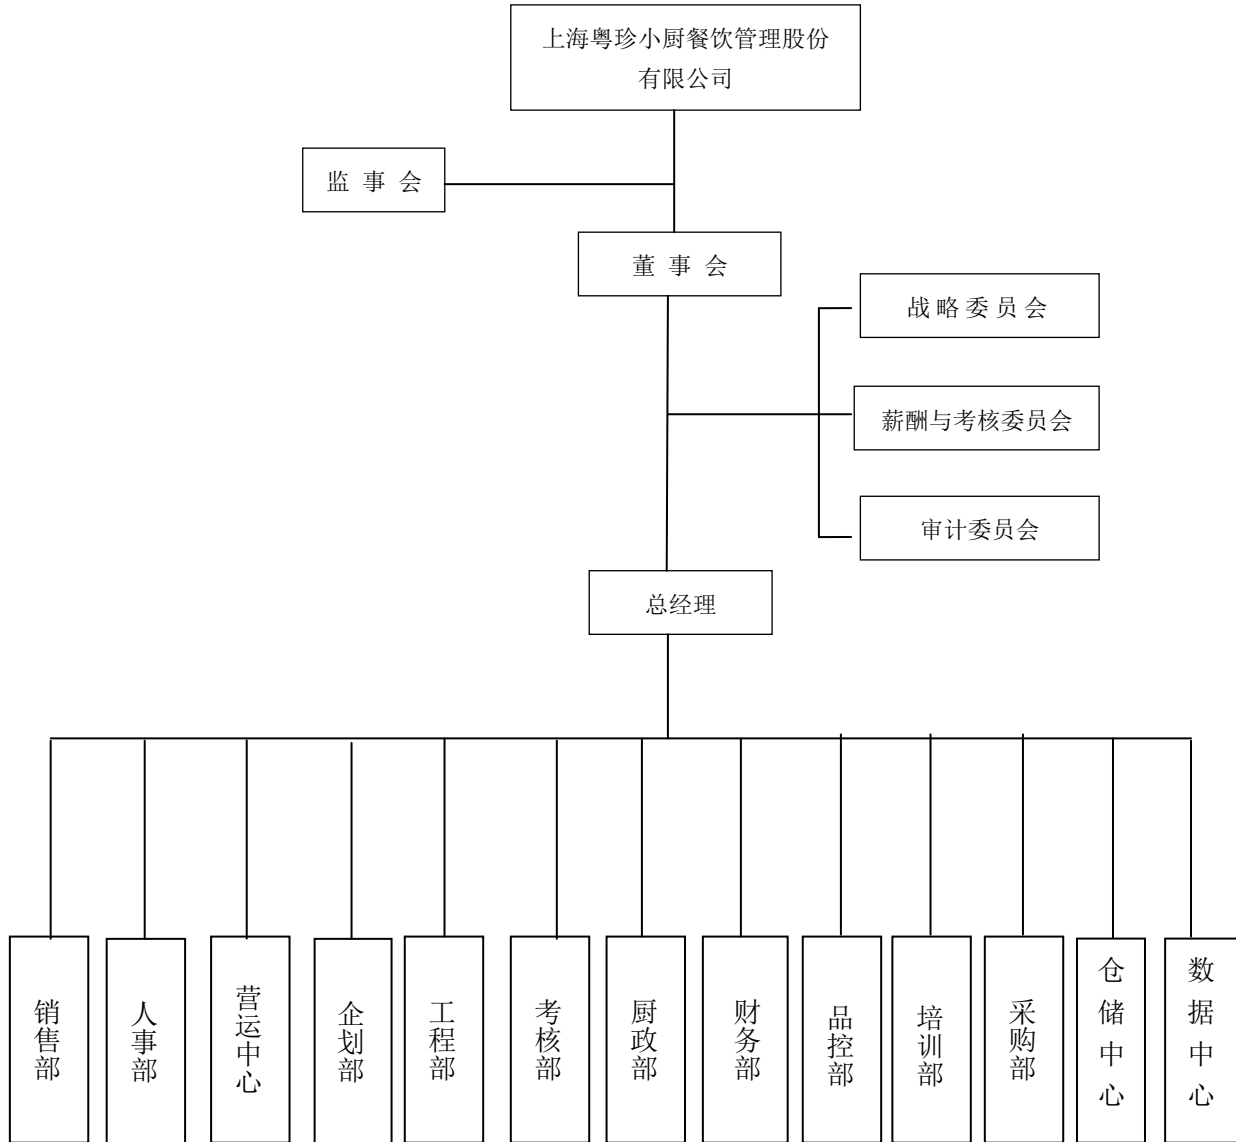 上海粤珍小厨餐饮管理股份
有限公司
监 事 会
董 事 会
战略委员会
薪酬与考核委员会
审计委员会
总经理
销售部
人事部
营运中心
企划部
工程部
考核部
厨政部
财务部
品控部
培训部
采购部
仓储中心
数据中心